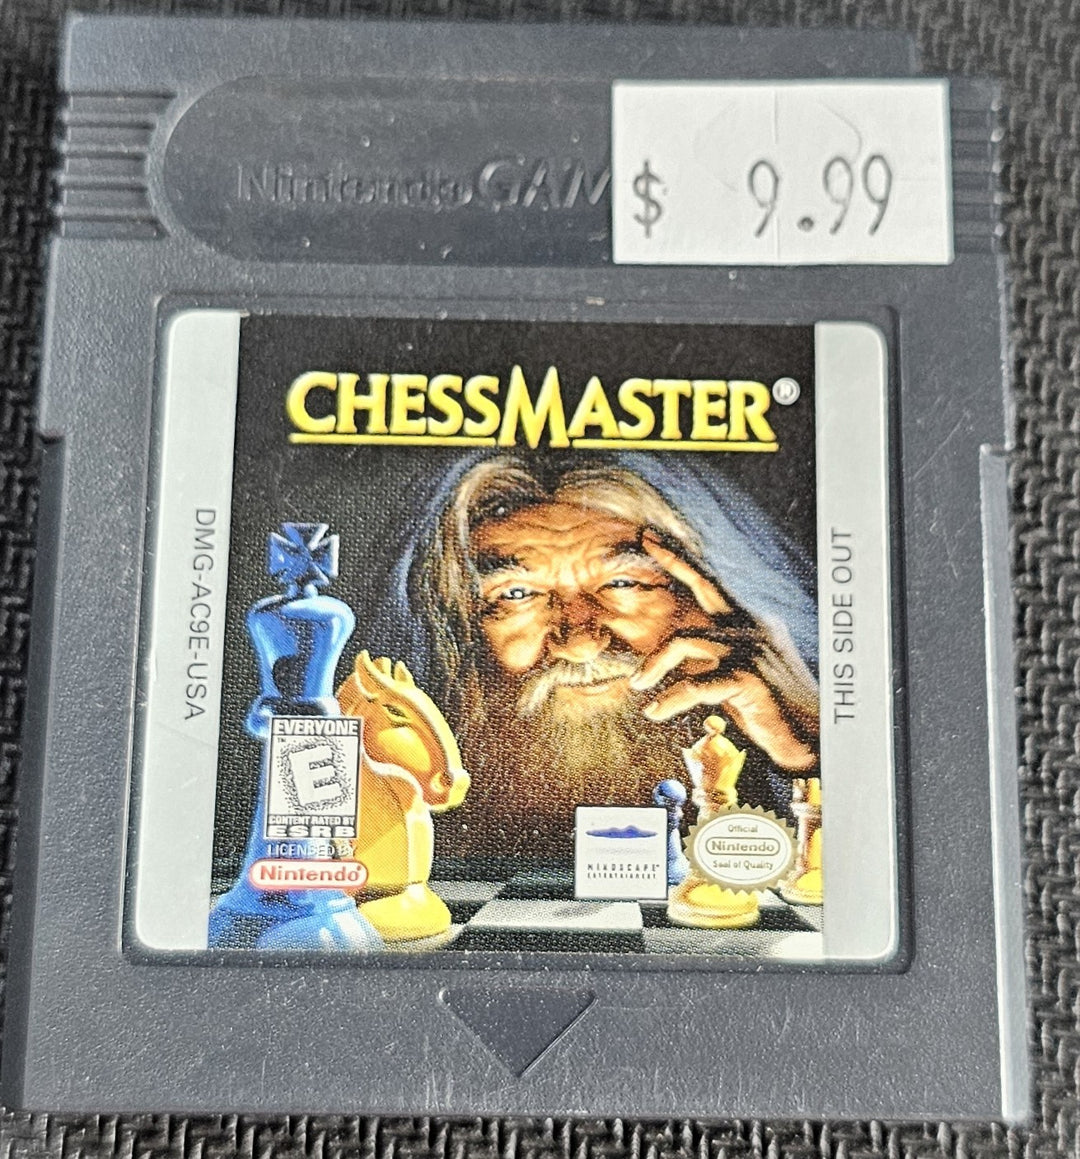 Nintendo GAM
$ 9.99
CHESSMASTER®
DMG-AC9E-USA
THIS SIDE OUT
EVERYONE
E
CONTENT RATED BY
ESRB
LICENSED BY
Nintendo®
MINDSCAPE
ENTERTAINMENT
Official
Nintendo
Seal of Quality